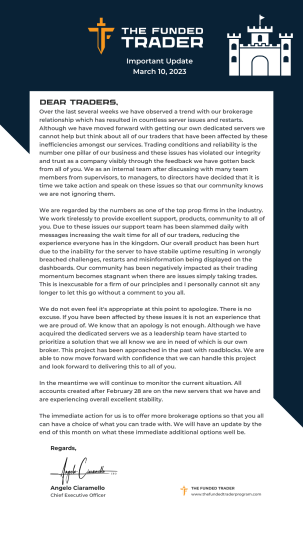 THE FUNDED
TRADER
Important Update
March 10, 2023
DEAR TRADERS,
Over the last several weeks we have observed a trend with our brokerage
relationship which has resulted in countless server issues and restarts.
Although we have moved forward with getting our own dedicated servers we
cannot help but think about all of our traders that have been affected by these
inefficiencies amongst our services. Trading conditions and reliability is the
number one pillar of our business and these issues has violated our integrity
and trust as a company visibly through the feedback we have gotten back
from all of you. We as an internal team after discussing with many team
members from supervisors, to managers, to directors have decided that it is
time we take action and speak on these issues so that our community knows
we are not ignoring them.
We are regarded by the numbers as one of the top prop firms in the industry.
We work tirelessly to provide excellent support, products, community to all of
you. Due to these issues our support team has been slammed daily with
messages increasing the wait time for all of our traders, reducing the
experience everyone has in the kingdom. Our overall product has been hurt
due to the inability for the server to have stable uptime resulting in wrongly
breached challenges, restarts and misinformation being displayed on the
dashboards. Our community has been negatively impacted as their trading
momentum becomes stagnant when there are issues simply taking trades.
This is inexcusable for a firm of our principles and I personally cannot sit any
longer to let this go without a comment to you all.
We do not even feel it's appropriate at this point to apologize. There is no
excuse. If you have been affected by these issues it is not an experience that
we are proud of. We know that an apology is not enough. Although we have
acquired the dedicated servers we as a leadership team have started to
prioritize a solution that we all know we are in need of which is our own
broker. This project has been approached in the past with roadblocks. We are
able to now move forward with confidence that we can handle this project
and look forward to delivering this to all of you.
In the meantime we will continue to monitor the current situation. All
accounts created after February 28 are on the new servers that we have and
are experiencing overall excellent stability.
The immediate action for us is to offer more brokerage options so that you all
can have a choice of what you can trade with. We will have an update by the
end of this month on what these immediate additional options will be.
Regards,
Angelo Ciaramello
Angelo Ciaramello
Chief Executive Officer
THE FUNDED TRADER
www.thefundedtraderprogram.com